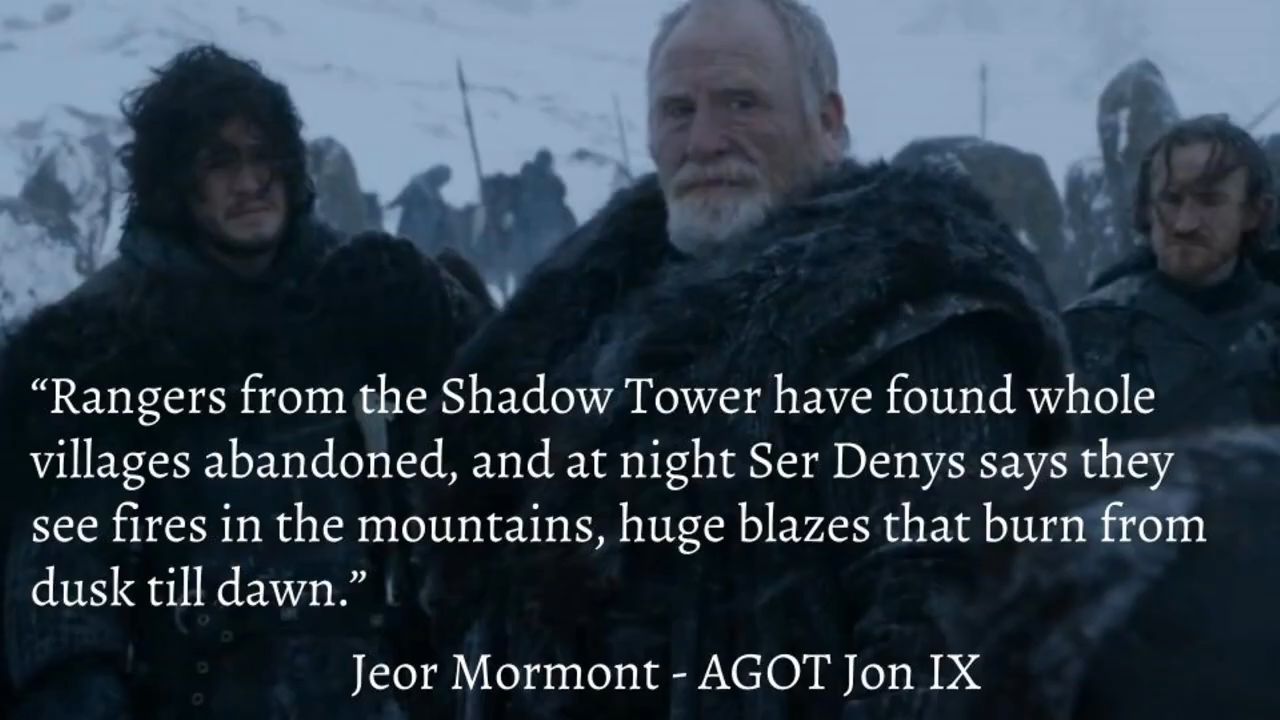 “Rangers from the Shadow Tower have found whole
villages abandoned, and at night Ser Denys says they
see fires in the mountains, huge blazes that burn from
dusk till dawn.”
Jeor Mormont - AGOT Jon IX